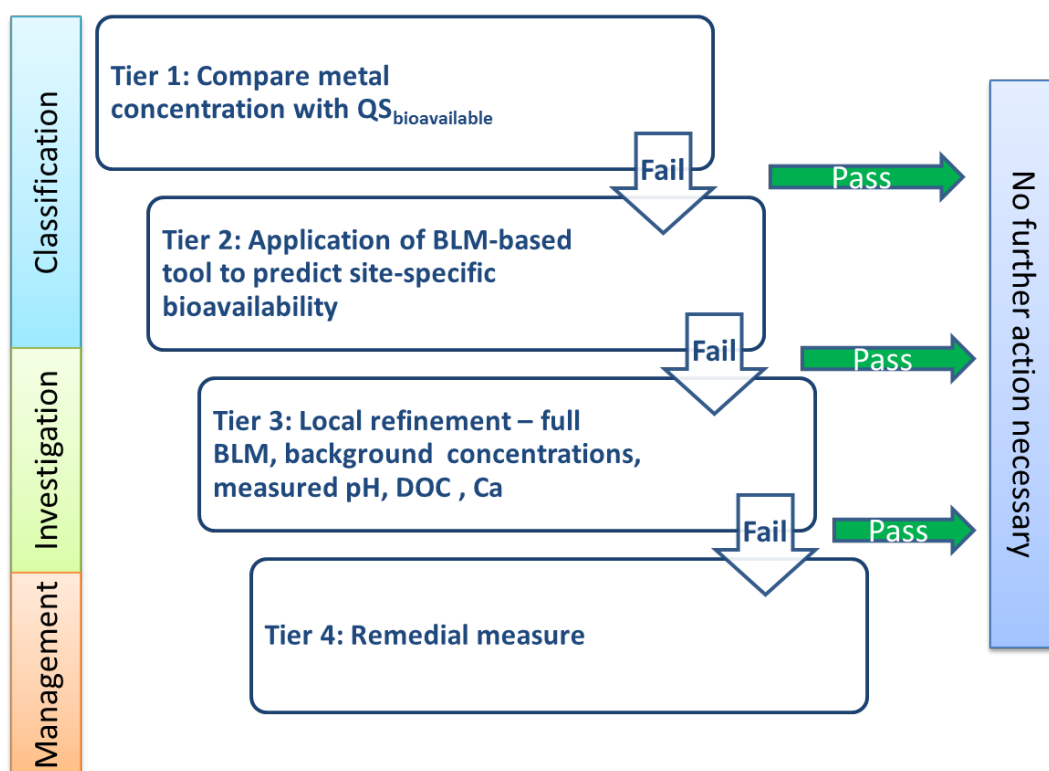 Classification
Investigation
Management
Tier 1: Compare metal
concentration with QSbioavailable
Fail
Pass
Tier 2: Application of BLM-based
tool to predict site-specific
bioavailability
Fail
Pass
Tier 3: Local refinement – full
BLM, background  concentrations,
measured pH, DOC , Ca
Fail
Pass
Tier 4: Remedial measure
No further action necessary